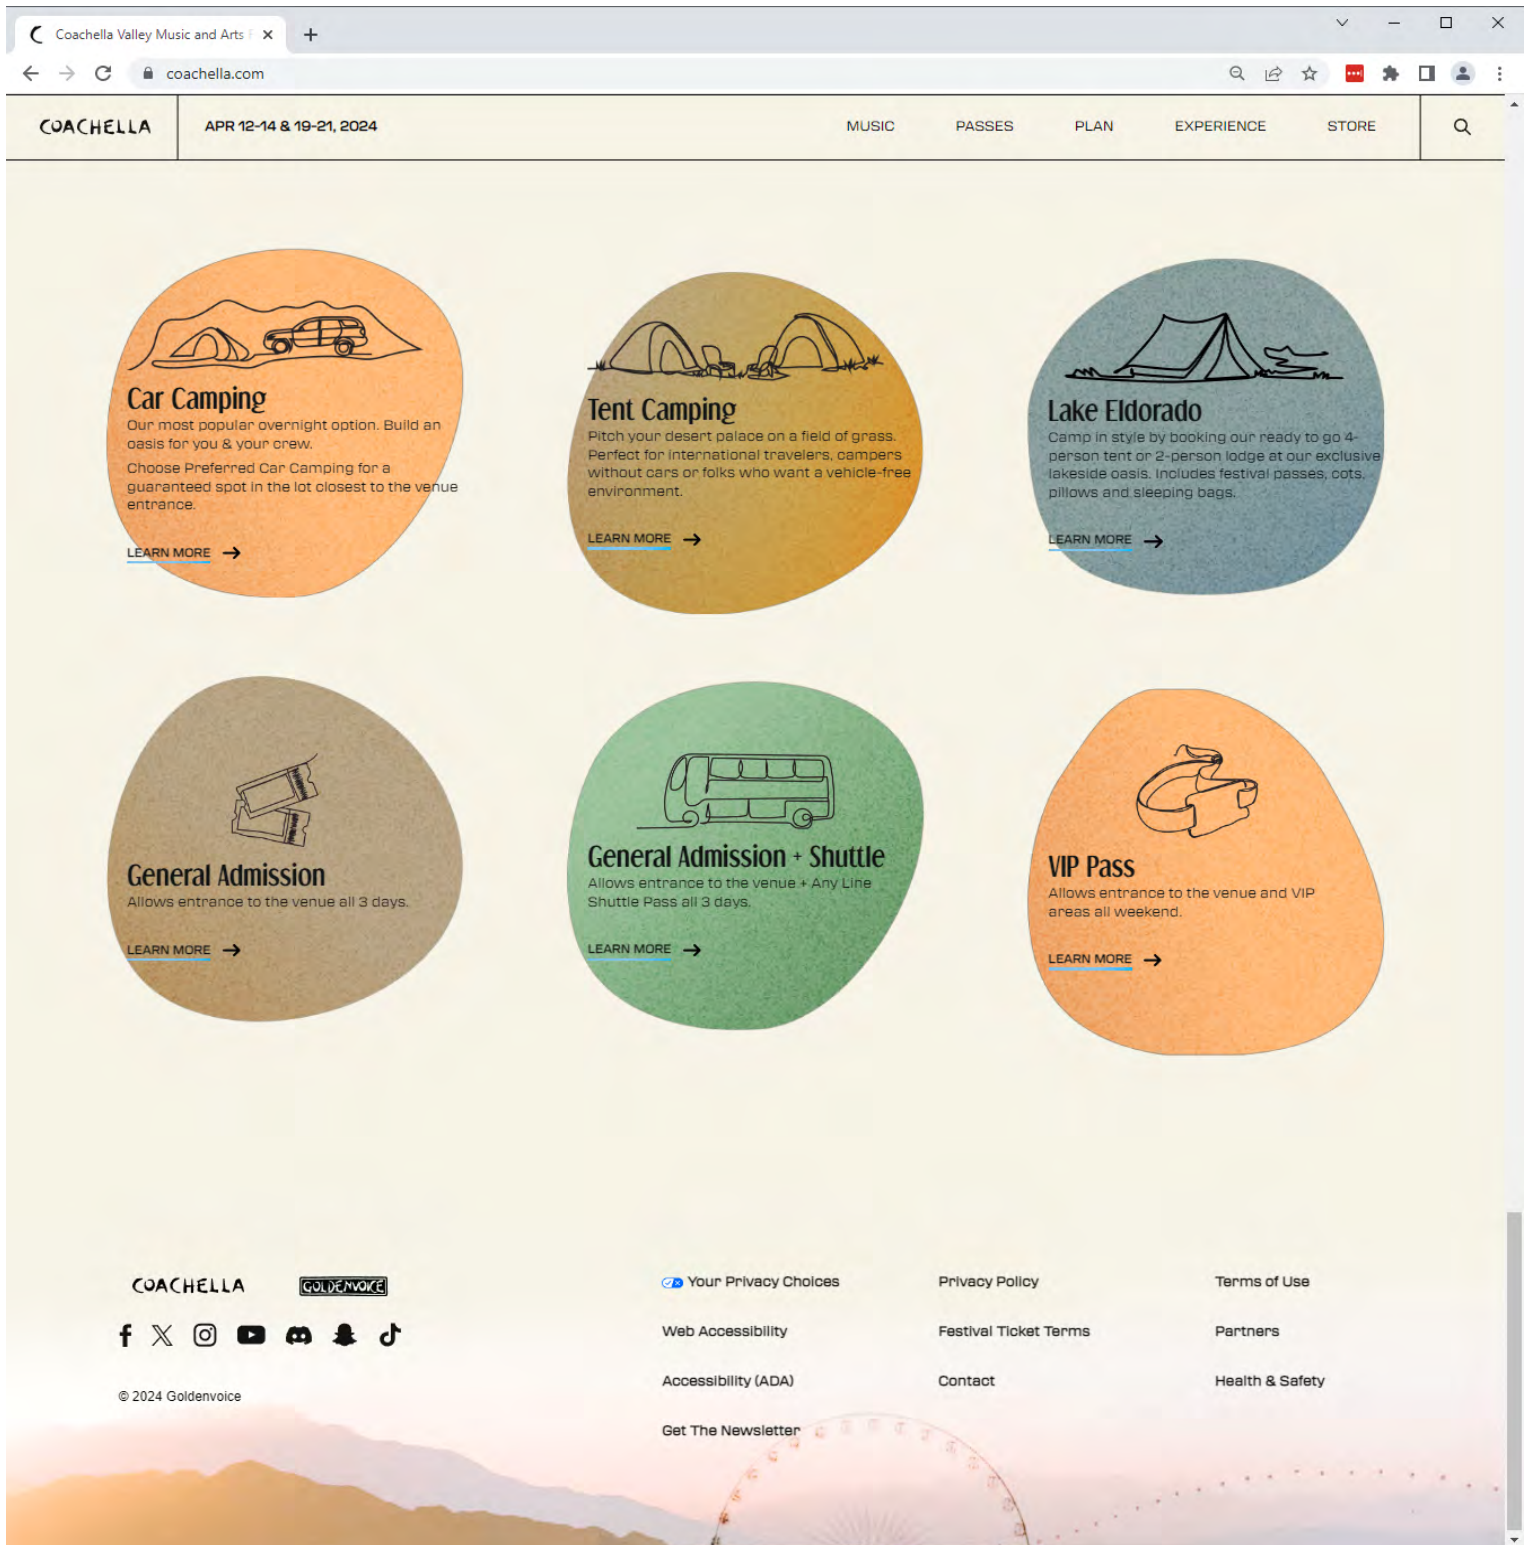 Coachella Valley Music and Arts F
coachella.com
COACHELLA
APR 12-14 & 19-21, 2024
MUSIC
PASSES
PLAN
EXPERIENCE
STORE
Car Camping
Our most popular overnight option. Build an
oasis for you & your crew.
Choose Preferred Car Camping for a
guaranteed spot in the lot closest to the venue
entrance.
LEARN MORE
Tent Camping
Pitch your desert palace on a field of grass.
Perfect for international travelers, campers
without cars or folks who want a vehicle-free
environment.
LEARN MORE
Lake Eldorado
Camp in style by booking our ready to go 4-
person tent or 2-person lodge at our exclusive
lakeside oasis. Includes festival passes, cots,
pillows and sleeping bags.
LEARN MORE
General Admission
Allows entrance to the venue all 3 days.
LEARN MORE
General Admission + Shuttle
Allows entrance to the venue + Any Line
Shuttle Pass all 3 days.
LEARN MORE
VIP Pass
Allows entrance to the venue and VIP
areas all weekend.
LEARN MORE
COACHELLA
GOLDENVOICE
© 2024 Goldenvoice
Your Privacy Choices
Privacy Policy
Terms of Use
Web Accessibility
Festival Ticket Terms
Partners
Accessibility (ADA)
Contact
Health & Safety
Get The Newsletter